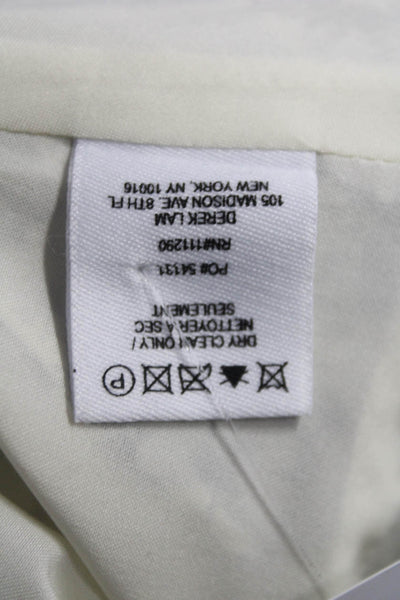 P
DRY CLEAN ONLY /
NETTOYER A SEC
SEULEMENT
PO# 54131
RN#111290
DEREK LAM
105 MADISON AVE. 8TH FL
NEW YORK, NY 10016